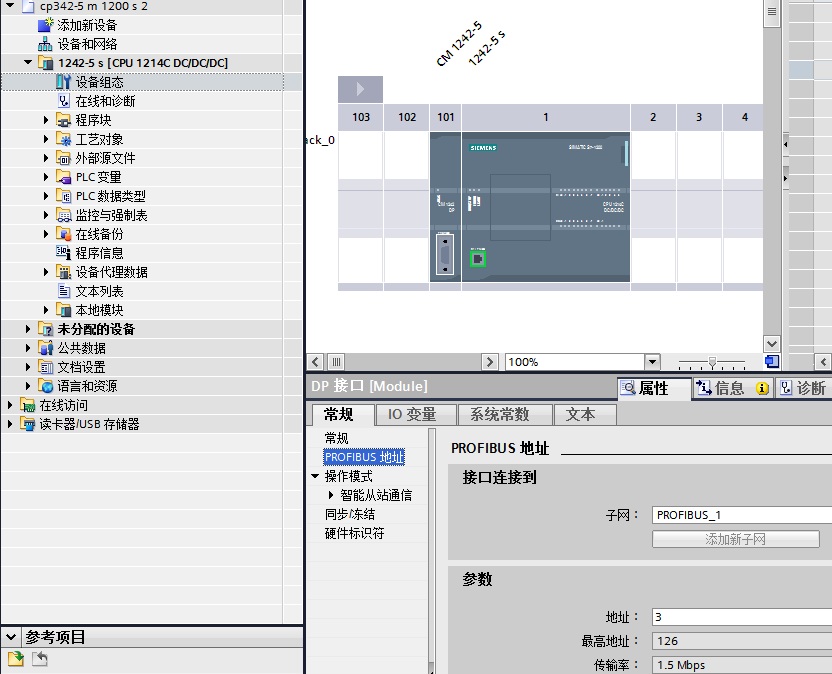 cp342-5 m 1200 s 2
添加新设备
设备和网络
1242-5 s [CPU 1214C DC/DC/DC]
设备组态
在线和诊断
程序块
工艺对象
外部源文件
PLC 变量
PLC 数据类型
监控与强制表
在线备份
程序信息
设备代理数据
文本列表
本地模块
未分配的设备
公共数据
文档设置
语言和资源
在线访问
读卡器/USB 存储器
参考项目
CM 1242-5
1242-5 s
103 102 101 1 2 3 4
ack_0
SIEMENS SIMATIC S7-1200
CM 1242
DP
CPU 1214C
DC/DC/DC
100%
DP 接口 [Module]
属性 信息 诊断
常规 IO 变量 系统常数 文本
常规
PROFIBUS 地址
操作模式
智能从站通信
同步/冻结
硬件标识符
PROFIBUS 地址
接口连接到
子网： PROFIBUS_1
添加新子网
参数
地址： 3
最高地址： 126
传输率： 1.5 Mbps